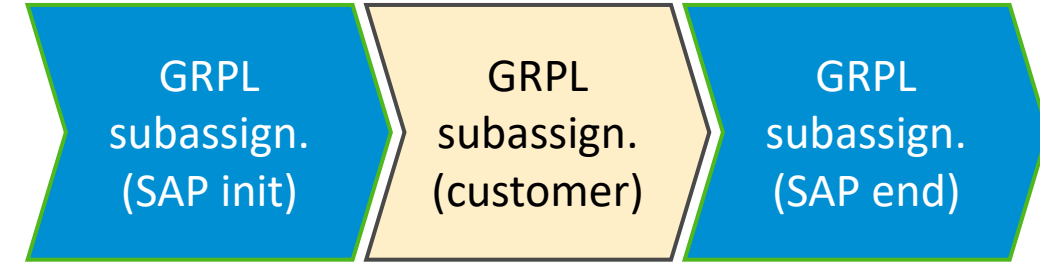 GRPL
subassign.
(SAP init)
GRPL
subassign.
(customer)
GRPL
subassign.
(SAP end)